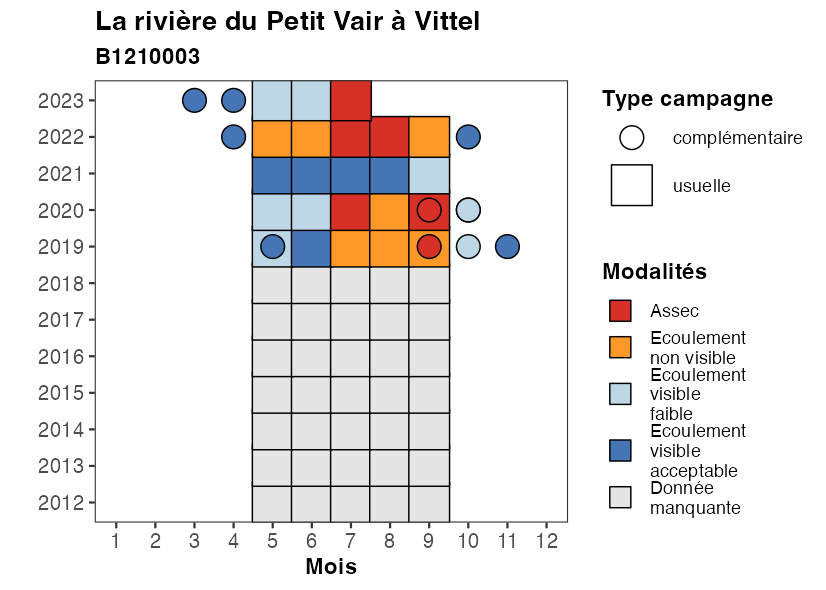 La rivière du Petit Vair à Vittel
B1210003
2023
2022
2021
2020
2019
2018
2017
2016
2015
2014
2013
2012
1 2 3 4 5 6 7 8 9 10 11 12
Mois
Type campagne
complémentaire
usuelle
Modalités
Assec
Ecoulement
non visible
Ecoulement
visible
faible
Ecoulement
visible
acceptable
Donnée
manquante